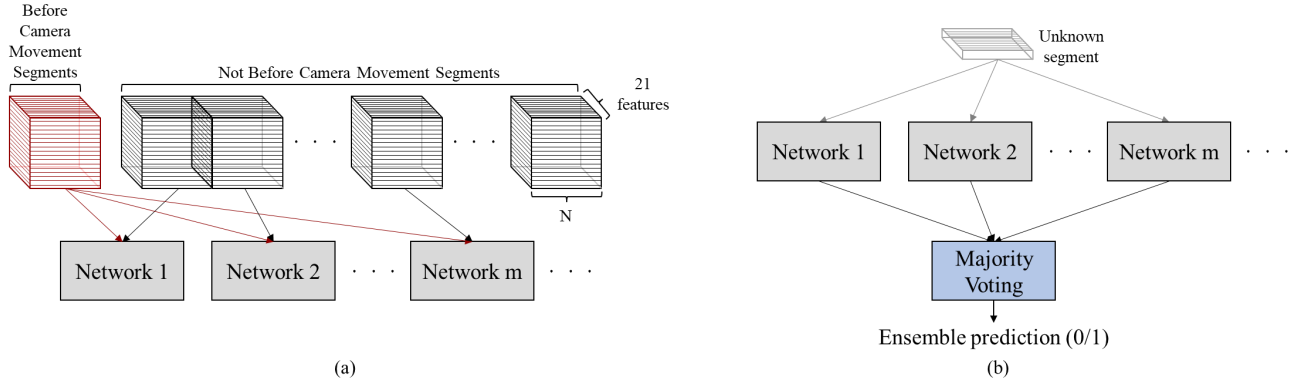 Before
Camera
Movement
Segments
Not Before Camera Movement Segments
21
features
. . .
. . .
N
Network 1
Network 2
. . .
Network m
. . .
(a)
Unknown
segment
Network 1
Network 2
. . .
Network m
. . .
Majority
Voting
Ensemble prediction (0/1)
(b)